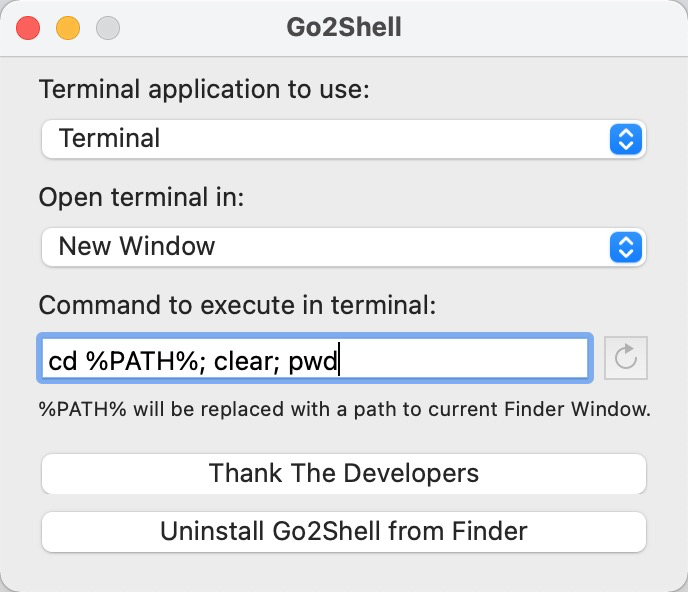 Go2Shell
Terminal application to use:
Terminal
Open terminal in:
New Window
Command to execute in terminal:
cd %PATH%; clear; pwd
%PATH% will be replaced with a path to current Finder Window.
Thank The Developers
Uninstall Go2Shell from Finder